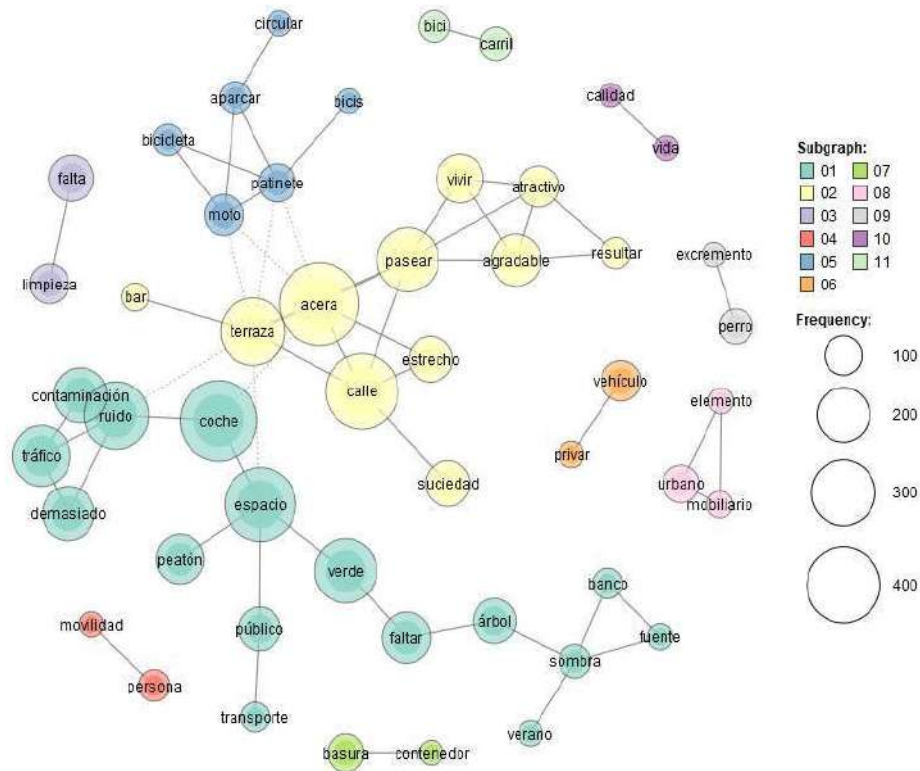 circular
bici
carril
aparcar
bicis
calidad
bicicleta
vida
Subgraph:
01 07
02 08
03 09
04 10
05 11
06
falta
patinete
vivir
atractivo
moto
pasear
agradable
resultar
excremento
limpieza
bar
acera
perro
terraza
Frequency:
estrecho
100
contaminación
calle
vehículo
elemento
ruido
coche
200
tráfico
privar
urbano
suciedad
mobiliario
300
espacio
demasiado
peatón
verde
banco
400
movilidad
público
faltar
árbol
fuente
sombra
persona
transporte
verano
basura
contenedor